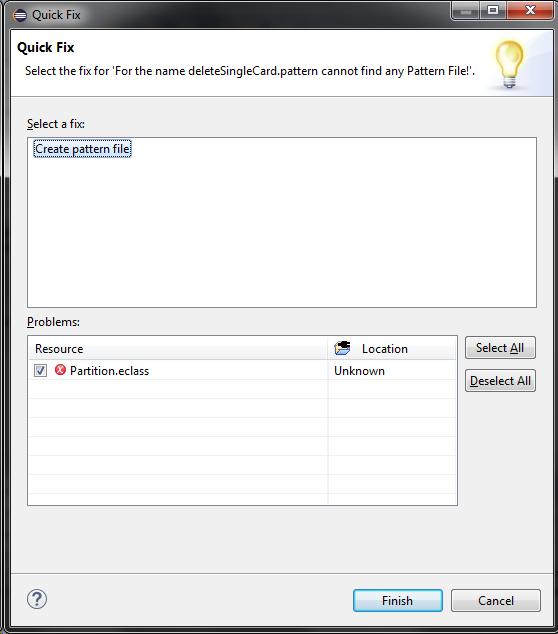 Quick Fix
Quick Fix
Select the fix for 'For the name deleteSingleCard.pattern cannot find any Pattern File!'.
Select a fix:
Create pattern file
Problems:
Resource Location
Partition.eclass Unknown
Select All
Deselect All
?
Finish Cancel